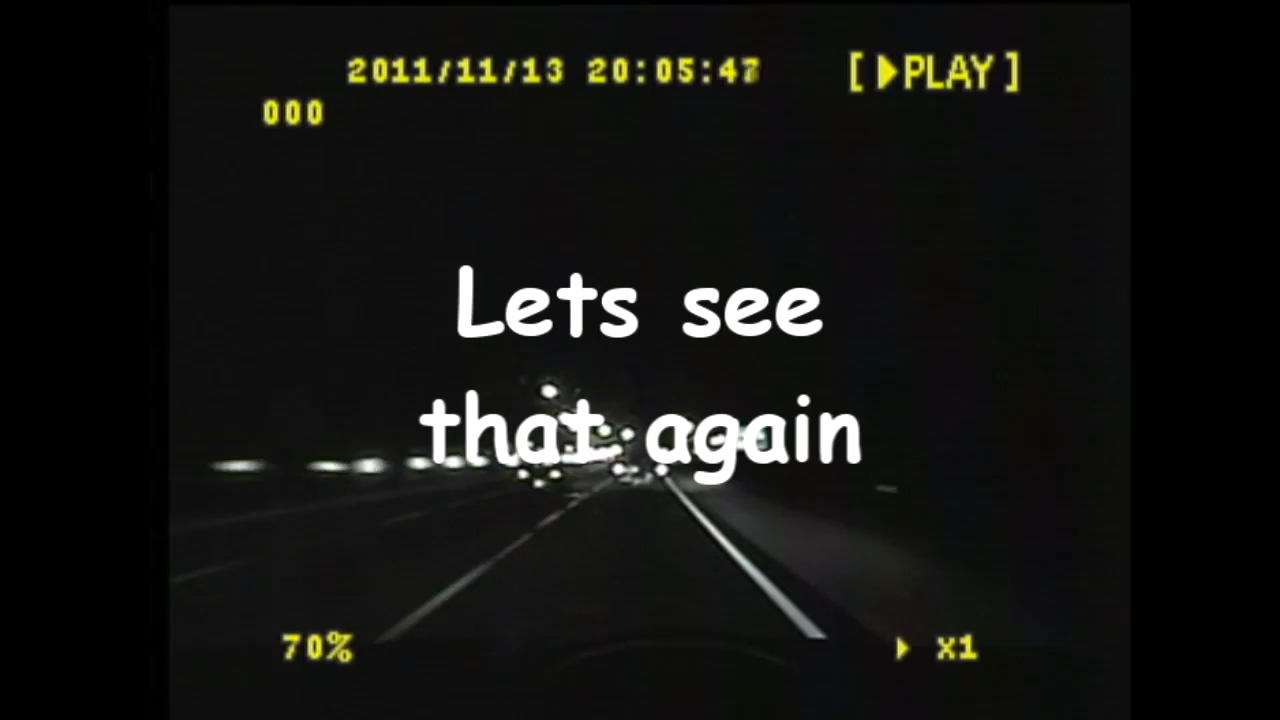 2011/11/13 20:05:47 [▶PLAY]
000
Lets see
that again
70% ▶ x1